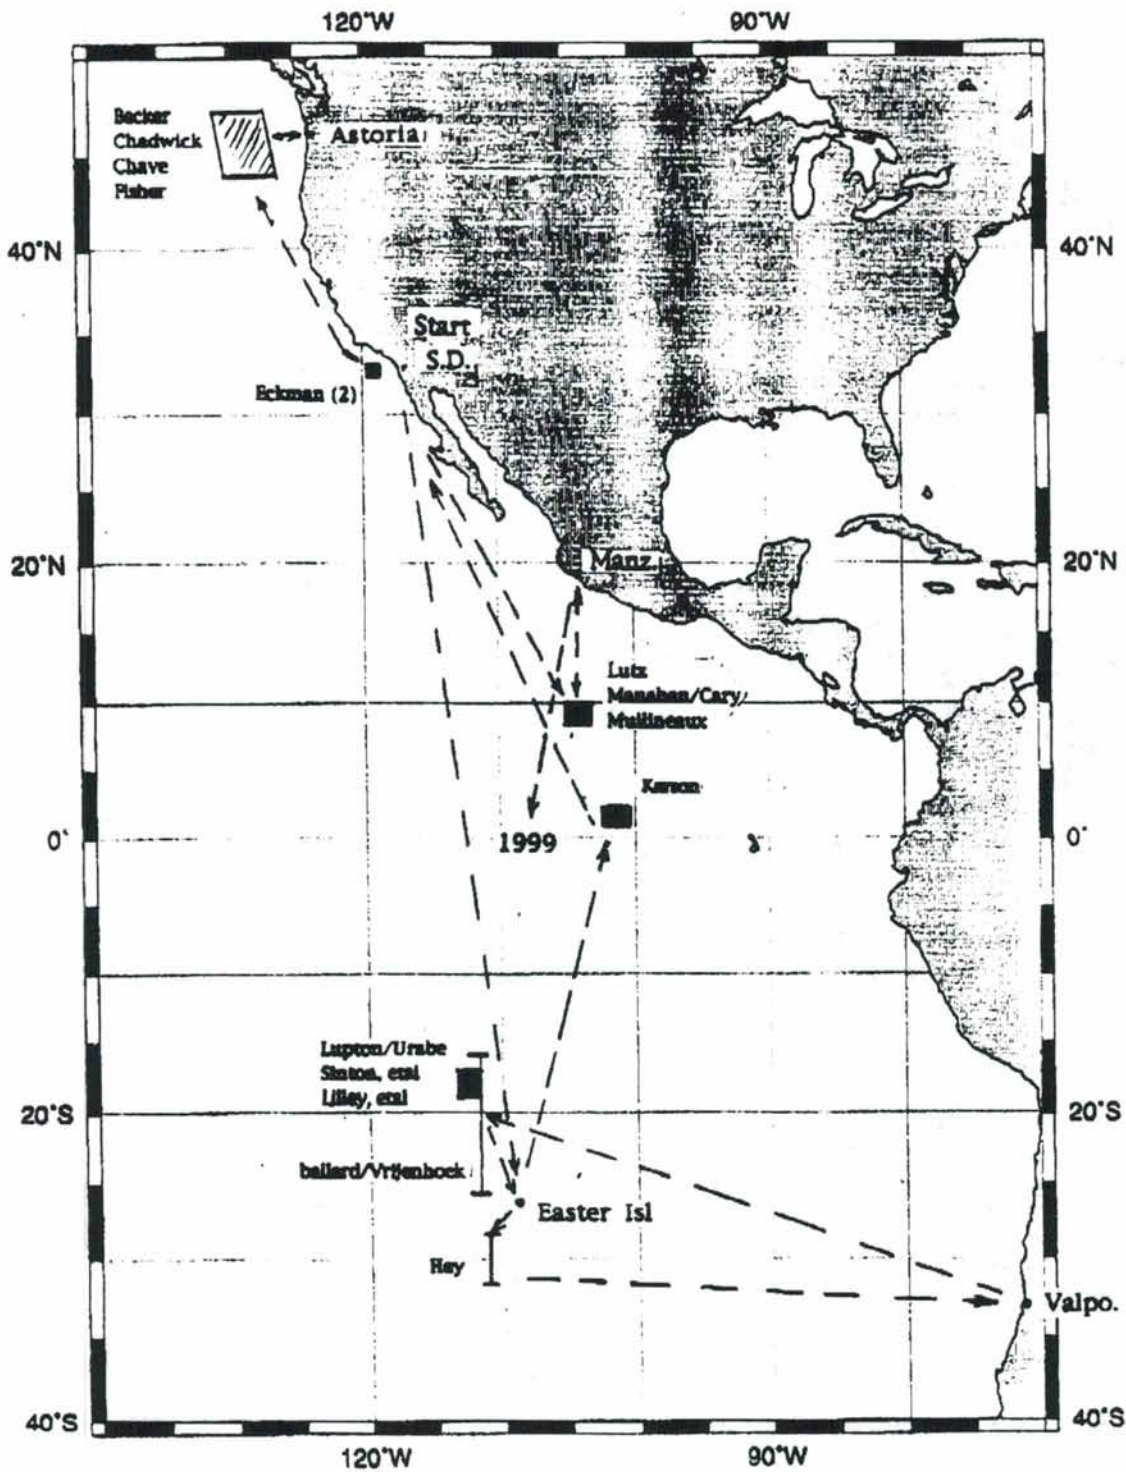 120°W 90°W
Becker
Chadwick
Chave
Fisher
Astoria
40°N 40°N
Start
S.D.
Eckman (2)
20°N 20°N
Manz.
Lutz
Manahan/Cary
Mullineaux
Karson
0° 0°
1999
Lupton/Urabe
Sinton, etal
Lilley, etal
20°S 20°S
ballard/Vrijenhoek
Easter Isl
Hey
Valpo.
40°S 40°S
120°W 90°W